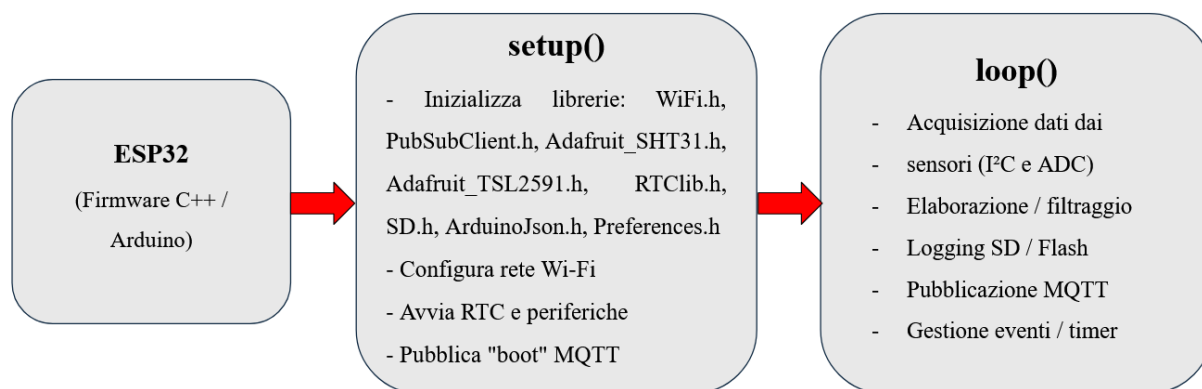 ESP32
(Firmware C++ /
Arduino)
setup()
- Inizializza librerie: WiFi.h,
PubSubClient.h, Adafruit_SHT31.h,
Adafruit_TSL2591.h, RTClib.h,
SD.h, ArduinoJson.h, Preferences.h
- Configura rete Wi-Fi
- Avvia RTC e periferiche
- Pubblica "boot" MQTT
loop()
- Acquisizione dati dai
- sensori (I²C e ADC)
- Elaborazione / filtraggio
- Logging SD / Flash
- Pubblicazione MQTT
- Gestione eventi / timer